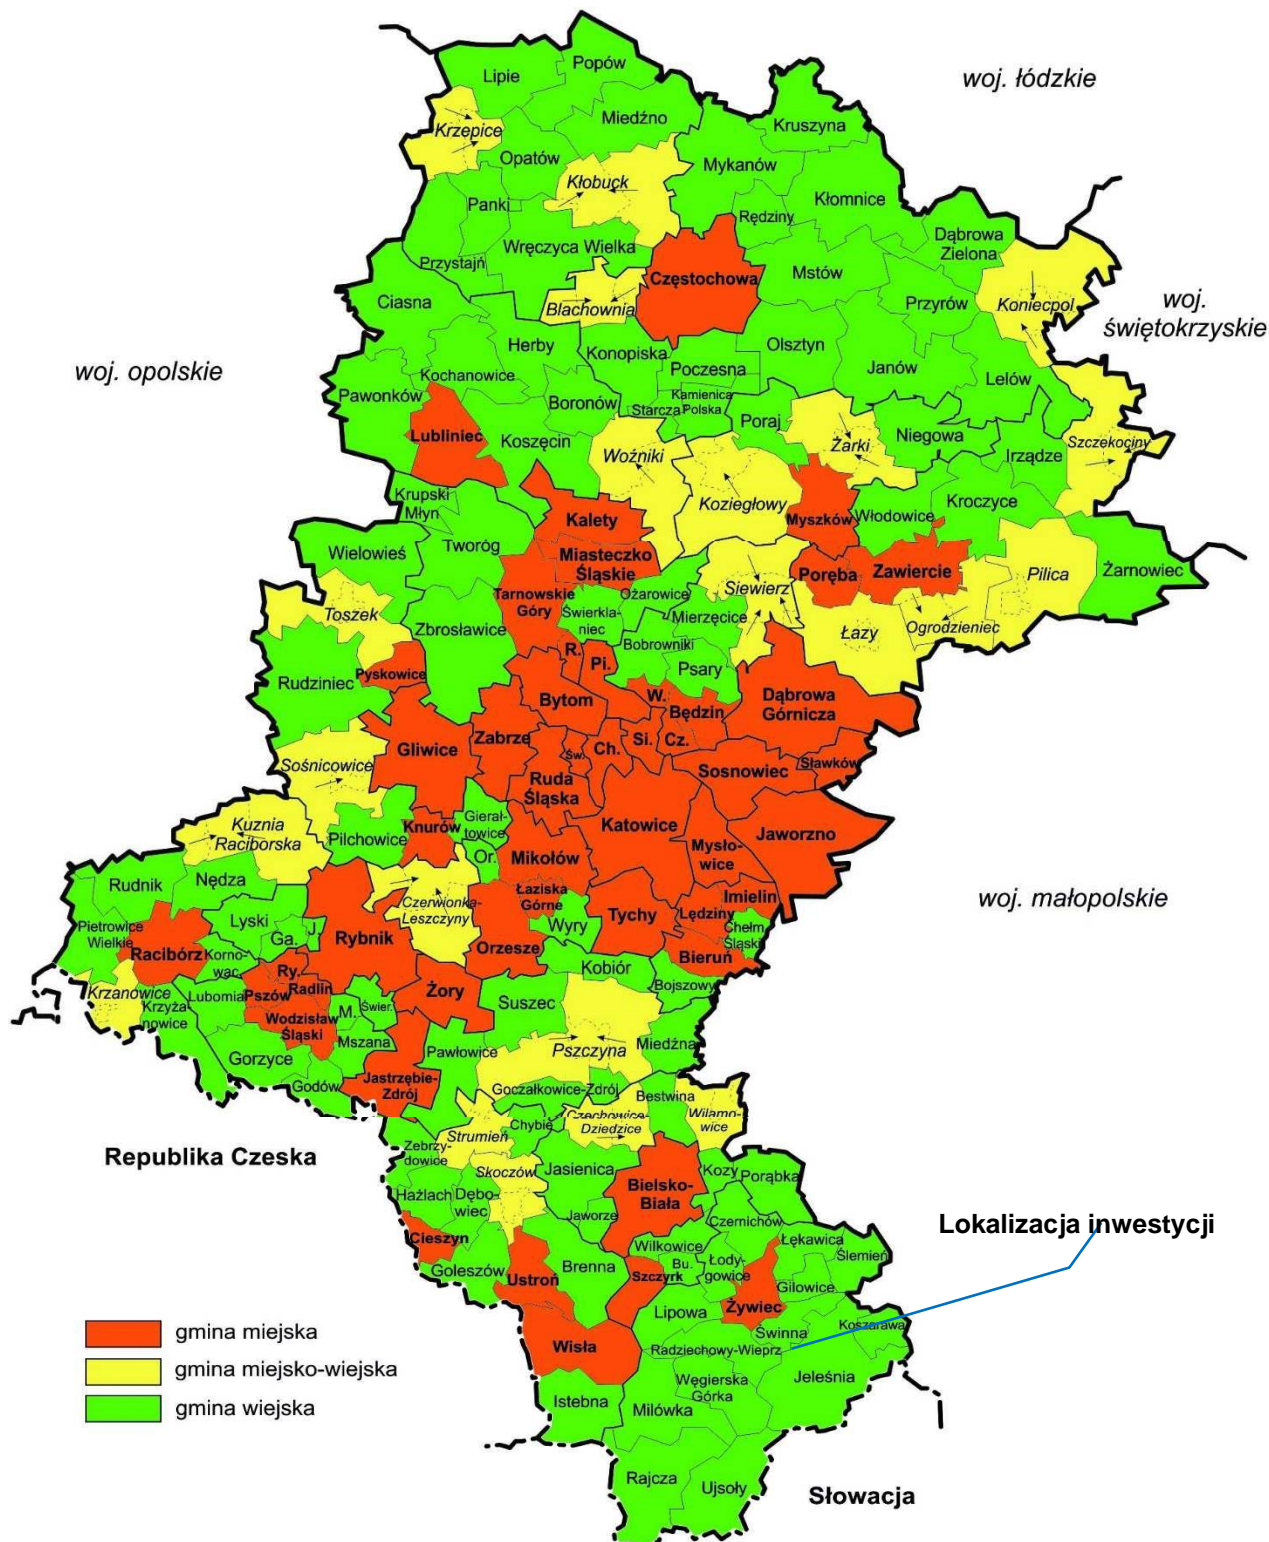 Popów
Lipie
woj. łódzkie
Miedźno
Kruszyna
Krzepice
Opatów
Mykanów
Kłobuck
Kłomnice
Panki
Rędziny
Dąbrowa
Zielona
Wręczyca Wielka
Przystajń
Mstów
Częstochowa
Ciasna
Przyrów
Koniecpol
woj.
świętokrzyskie
Blachownia
Herby
Konopiska
Olsztyn
woj. opolskie
Kochanowice
Poczesna
Janów
Lelów
Pawonków
Kamienica
Polska
Boronów
Starcza
Poraj
Lubliniec
Koszęcin
Woźniki
Żarki
Niegowa
Szczekociny
Irządze
Krupski
Młyn
Koziegłowy
Kroczyce
Kalety
Myszków
Włodowice
Wielowieś
Tworóg
Miasteczko
Śląskie
Poręba
Zawiercie
Pilica
Żarnowiec
Tarnowskie
Góry
Ożarowice
Siewierz
Toszek
Świerkla-
niec
Mierzęcice
Zbrosławice
Łazy
Ogrodzieniec
R.
Pi.
Bobrowniki
Psary
Pyskowice
Rudziniec
Bytom
W.
Będzin
Dąbrowa
Górnicza
Gliwice
Zabrze
Św.
Ch.
Si.
Cz.
Sośnicowice
Sosnowiec
Sławków
Ruda
Śląska
Gierał-
towice
Kuznia
Raciborska
Pilchowice
Knurów
Katowice
Jaworzno
Mysło-
wice
Or.
Mikołów
Rudnik
Nędza
Łaziska
Górne
Imielin
woj. małopolskie
Czerwionka-
Leszczyny
Tychy
Lędziny
Pietrowice
Wielkie
Lyski
Ga.
J.
Rybnik
Wyry
Chełm
Śląski
Racibórz
Orzesze
Bieruń
Korno-
wac
Kobiór
Ry.
Radlin
Pszów
Żory
Bojszowy
Krzanowice
Krzyża-
nowice
Lubomia
Suszec
Wodzisław
Śląski
M.
Świer.
Mszana
Miedźna
Pszczyna
Gorzyce
Pawłowice
Godów
Jastrzębie-
Zdrój
Goczałkowice-Zdrój
Bestwina
Wilamo-
wice
Czechowice-
Dziedzice
Strumień
Chybie
Republika Czeska
Zebrzy-
dowice
Skoczów
Jasienica
Kozy
Porąbka
Bielsko-
Biała
Hażlach
Dębo-
wiec
Jaworze
Czernichów
Lokalizacja inwestycji
Cieszyn
Wilkowice
Łękawica
Ślemień
Goleszów
Ustroń
Brenna
Szczyrk
Bu.
Łody-
gowice
Gilowice
Żywiec
Lipowa
gmina miejska
Świnna
Koszarawa
Wisła
Radziechowy-Wieprz
gmina miejsko-wiejska
Węgierska
Górka
Jeleśnia
gmina wiejska
Istebna
Milówka
Rajcza
Ujsoły
Słowacja